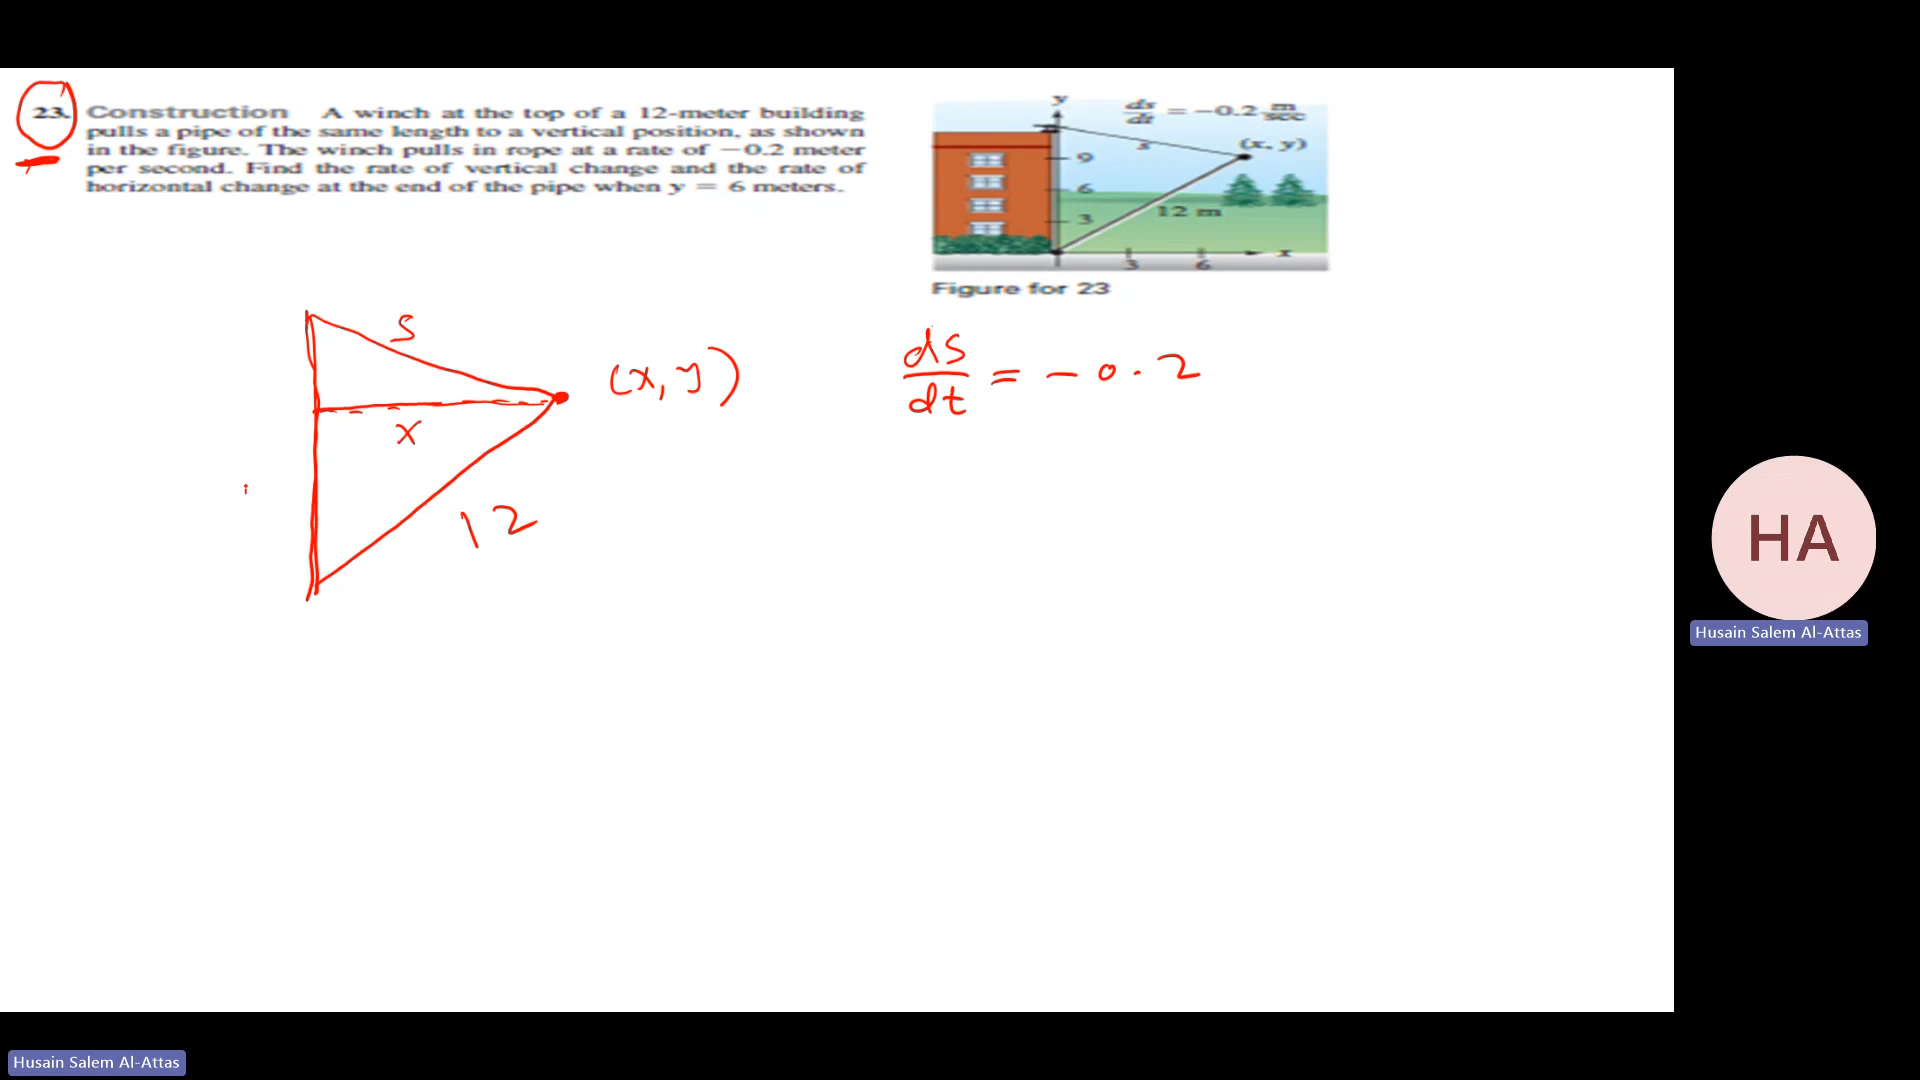 23. Construction A winch at the top of a 12-meter building
pulls a pipe of the same length to a vertical position, as shown
in the figure. The winch pulls in rope at a rate of −0.2 meter
per second. Find the rate of vertical change and the rate of
horizontal change at the end of the pipe when y = 6 meters.
y
ds/dt = −0.2 m/sec
s
(x, y)
9
6
3
12 m
3
6
x
Figure for 23
s
(x, y)
x
12
ds/dt = -0.2
HA
Husain Salem Al-Attas
Husain Salem Al-Attas